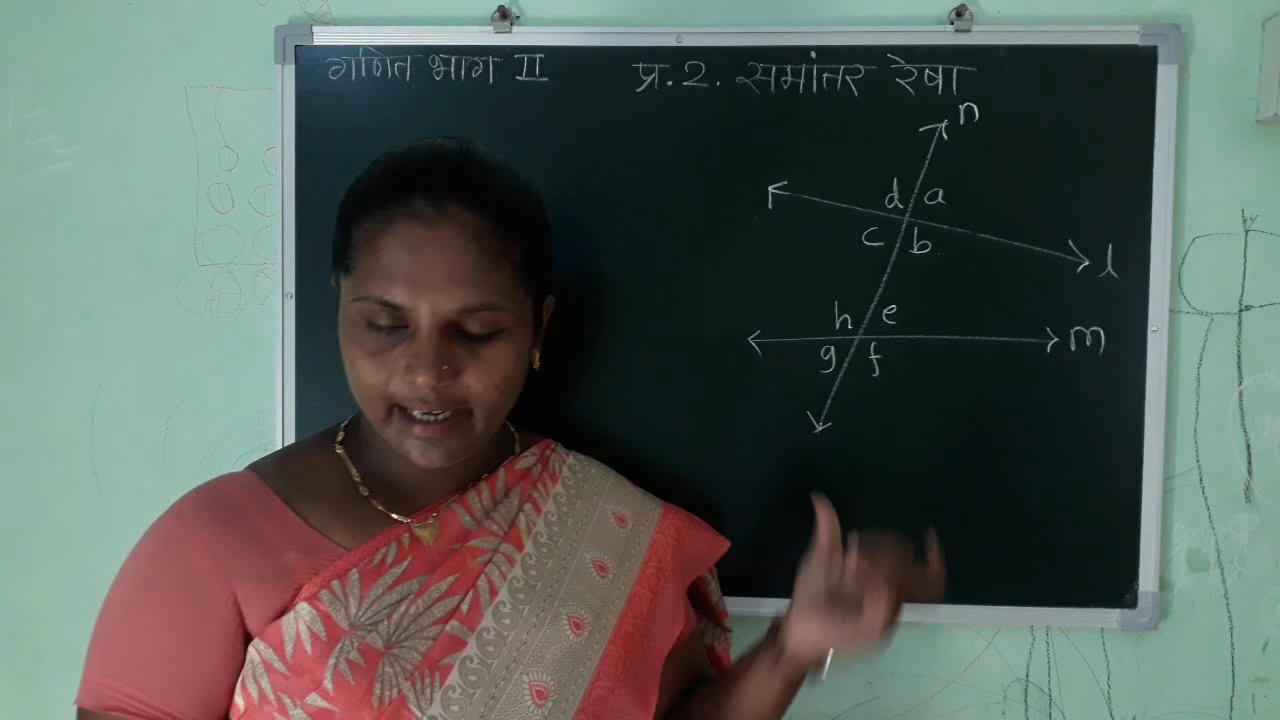 गणित भाग II प्र. 2. समांतर रेषा
n
d a
c b l
h e
m
g f